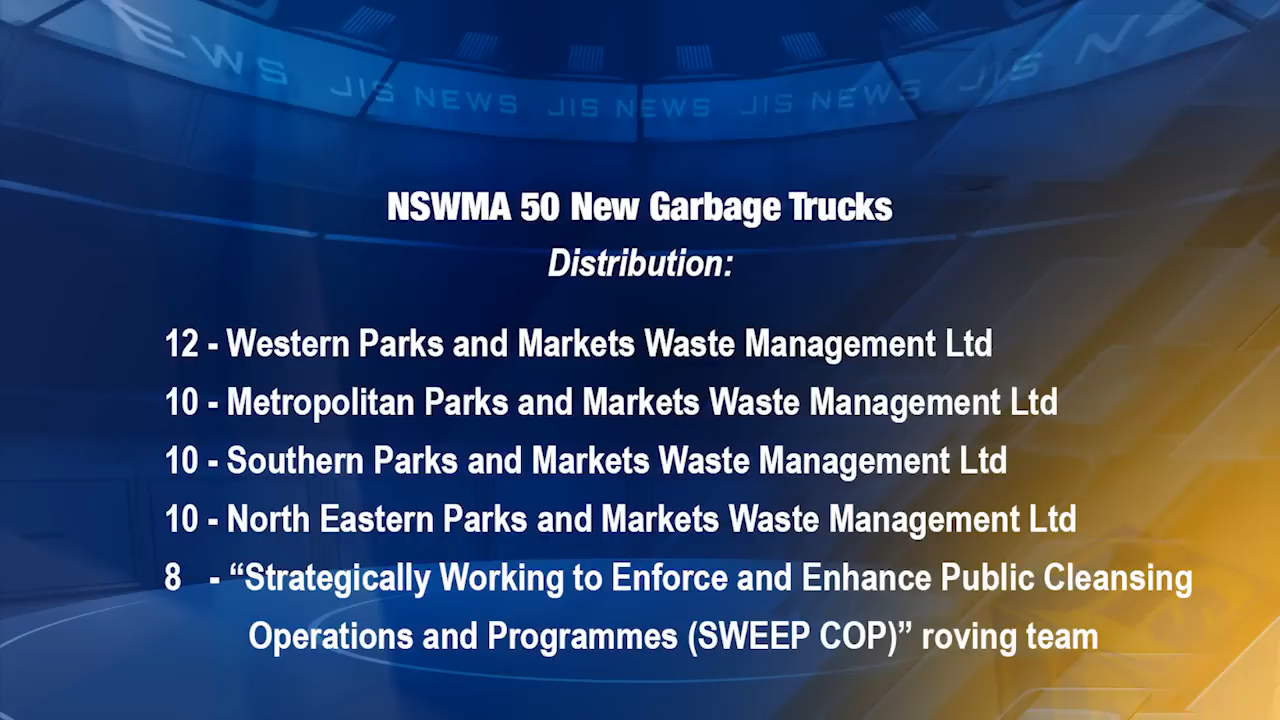 EWS JIS NEWS JIS NEWS JIS NEWS JIS N
NSWMA 50 New Garbage Trucks
Distribution:
12 - Western Parks and Markets Waste Management Ltd
10 - Metropolitan Parks and Markets Waste Management Ltd
10 - Southern Parks and Markets Waste Management Ltd
10 - North Eastern Parks and Markets Waste Management Ltd
8 - “Strategically Working to Enforce and Enhance Public Cleansing
Operations and Programmes (SWEEP COP)” roving team